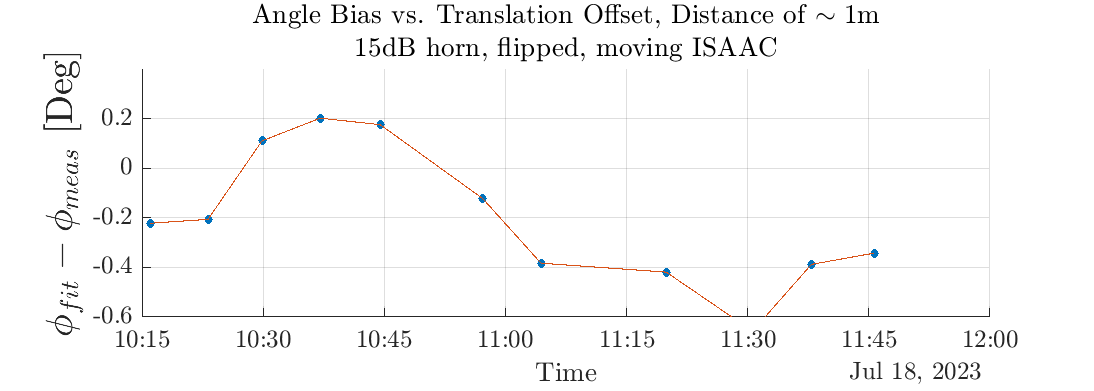 Angle Bias vs. Translation Offset, Distance of ∼ 1m
15dB horn, flipped, moving ISAAC
ϕfit − ϕmeas [Deg]
0.2
0
-0.2
-0.4
-0.6
10:15 10:30 10:45 11:00 11:15 11:30 11:45 12:00
Time
Jul 18, 2023